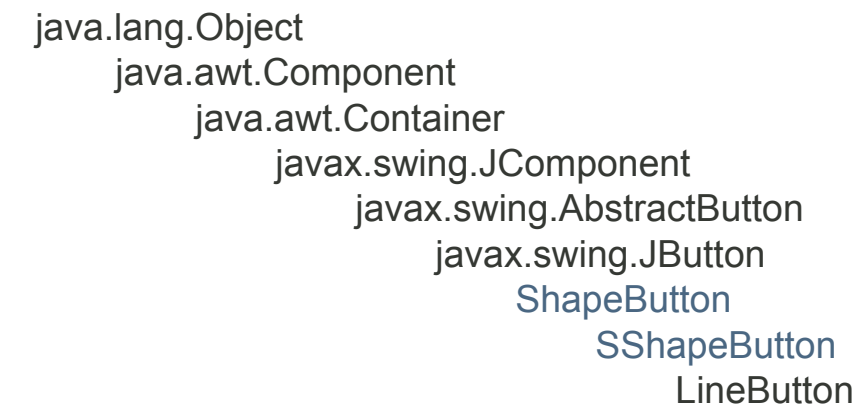 java.lang.Object
java.awt.Component
java.awt.Container
javax.swing.JComponent
javax.swing.AbstractButton
javax.swing.JButton
ShapeButton
SShapeButton
LineButton